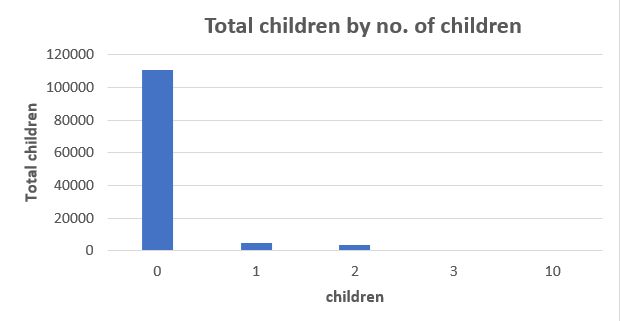 Total children by no. of children
120000
100000
80000
60000
40000
20000
0
Total children
0 1 2 3 10
children